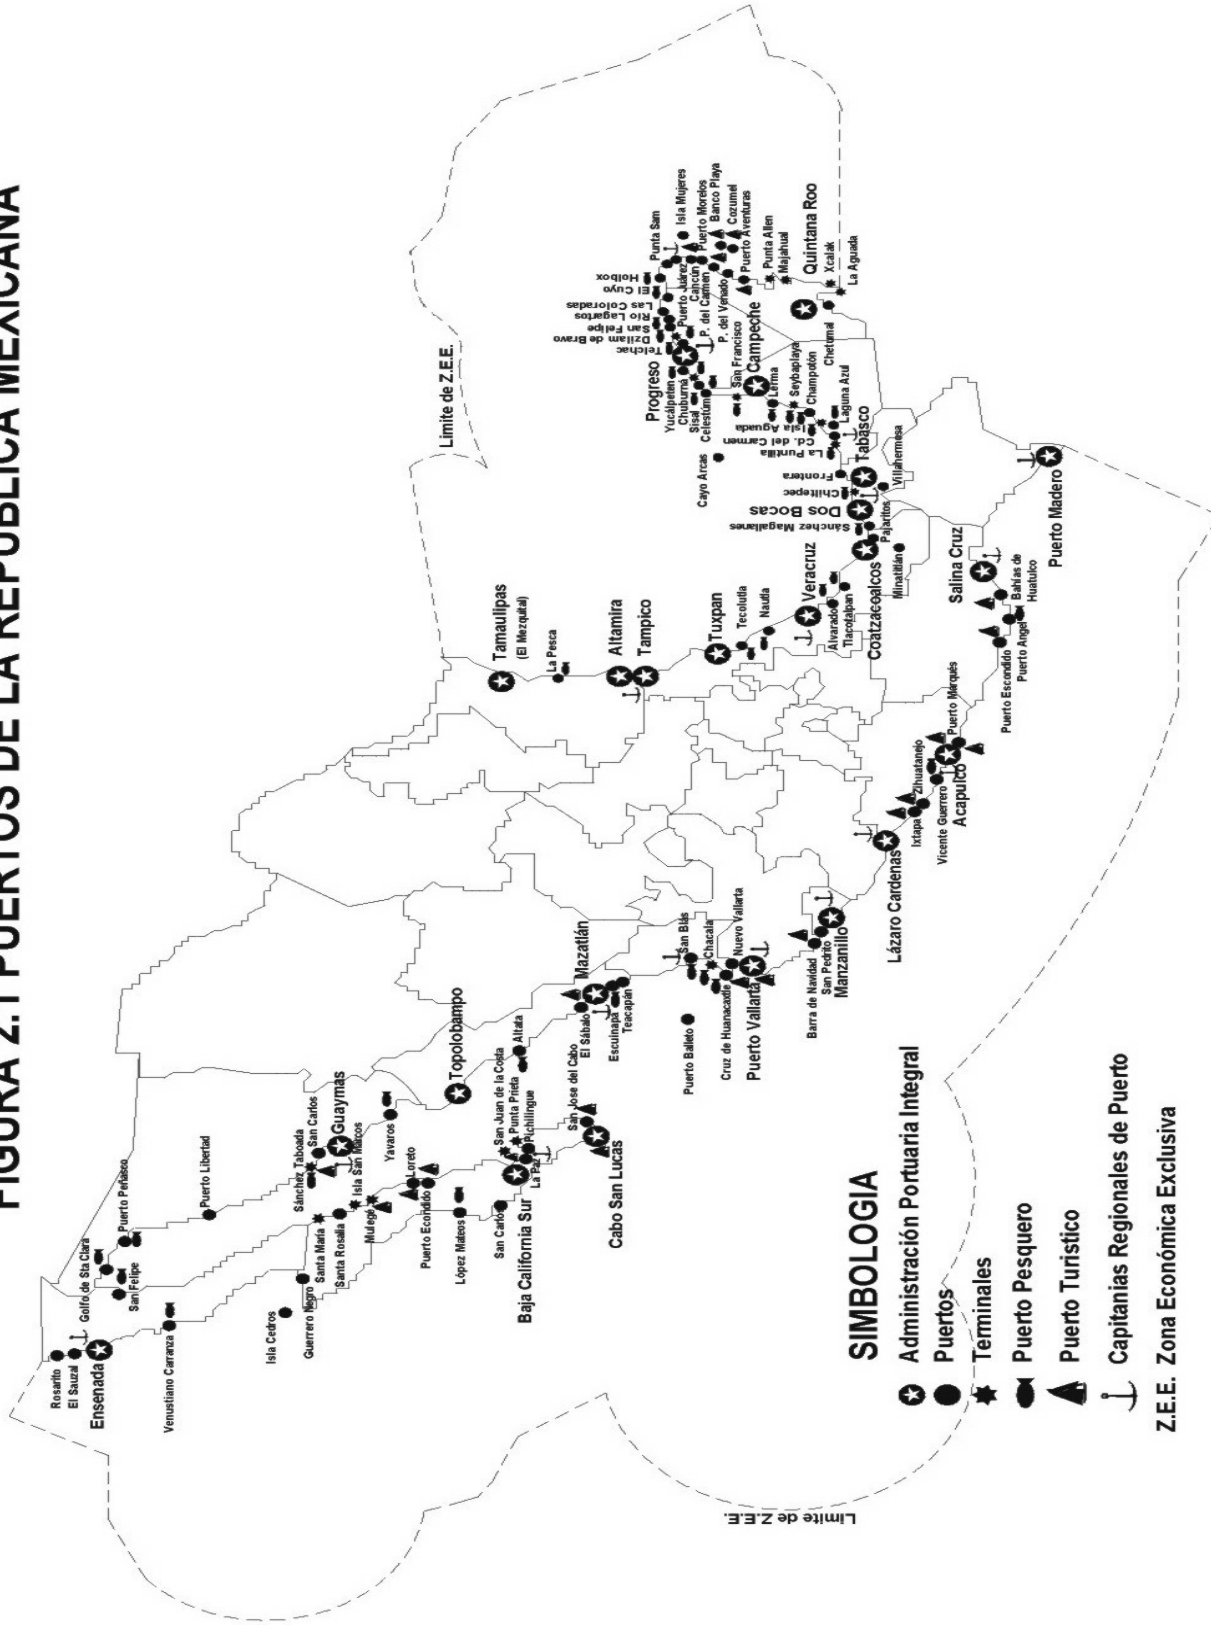 FIGURA 2.1 PUERTOS DE LA REPÚBLICA MEXICANA
Rosarito
El Sauzal
Ensenada
Golfo de Sta Clara
Puerto Peñasco
San Felipe
Venustiano Carranza
Puerto Libertad
Isla Cedros
Guerrero Negro
Sánchez Taboada
San Carlos
Guaymas
Isla San Marcos
Santa María
Santa Rosalia
Mulegé
Yavaros
Loreto
Puerto Econdido
López Mateos
San Carlos
Topolobampo
San Juan de la Costa
Punta Prieta
Pichilingue
La Paz
Baja California Sur
Altata
San Jose del Cabo
Cabo San Lucas
El Sábalo
Mazatlán
Escuinapa
Teacapán
San Blás
Chacala
Nuevo Vallarta
Puerto Balleto
Cruz de Huanacaxtle
Puerto Vallarta
Barra de Navidad
San Pedrito
Manzanillo
Lázaro Cardenas
Ixtapa
Zihuatanejo
Vicente Guerrero
Acapulco
Puerto Marqués
Puerto Escondido
Puerto Angel
Bahías de
Huatulco
Salina Cruz
Puerto Madero
Limite de Z.E.E.
Tamaulipas
(El Mezquital)
La Pesca
Altamira
Tampico
Tuxpan
Tecolutla
Nautla
Veracruz
Alvarado
Tlacotalpan
Coatzacoalcos
Minatitlán
Pajaritos
Sánchez Magallanes
Dos Bocas
Chiltepec
Frontera
Tabasco
Villahermosa
La Puntilla
Cd. del Carmen
Isla Aguada
Laguna Azul
Champotón
Seybaplaya
Lerma
Campeche
San Francisco
Cayo Arcas
Celestúm
Sisal
Chuburná
Yucalpeten
Progreso
Telchac
Dzilam de Bravo
San Felipe
Río Lagartos
Las Coloradas
El Cuyo
Holbox
Punta Sam
Isla Mujeres
Puerto Juárez
Cancún
Puerto Morelos
P. del Carmen
Banco Playa
P. del Venado
Cozumel
Puerto Aventuras
Punta Allen
Majahual
Quintana Roo
Xcalak
La Aguada
Chetumal
Limite de Z.E.E.
SIMBOLOGIA
Administración Portuaria Integral
Puertos
Terminales
Puerto Pesquero
Puerto Turistico
Capitanias Regionales de Puerto
Z.E.E. Zona Económica Exclusiva